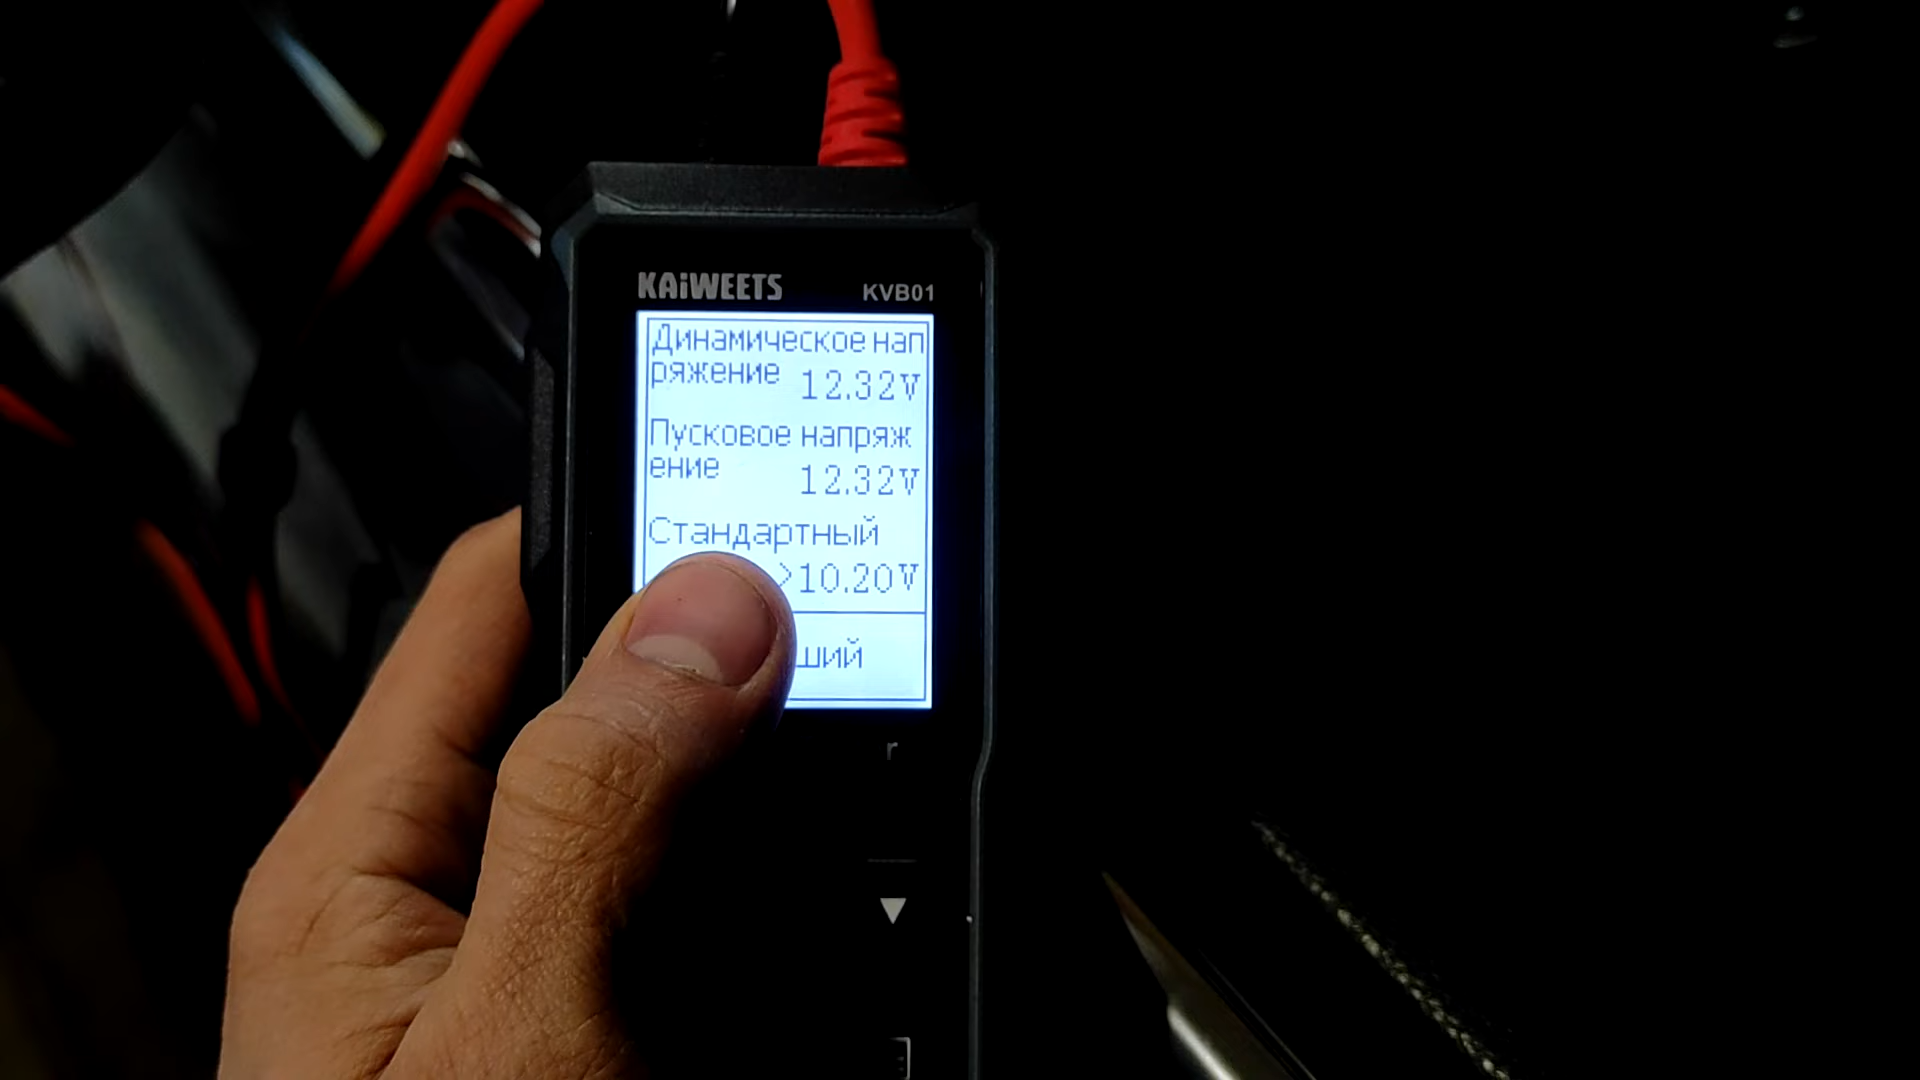 KAiWEETS KVB01
Динамическое нап
ряжение 12.32V
Пусковое напряж
ение 12.32V
Стандартный
>10.20V
ший
r